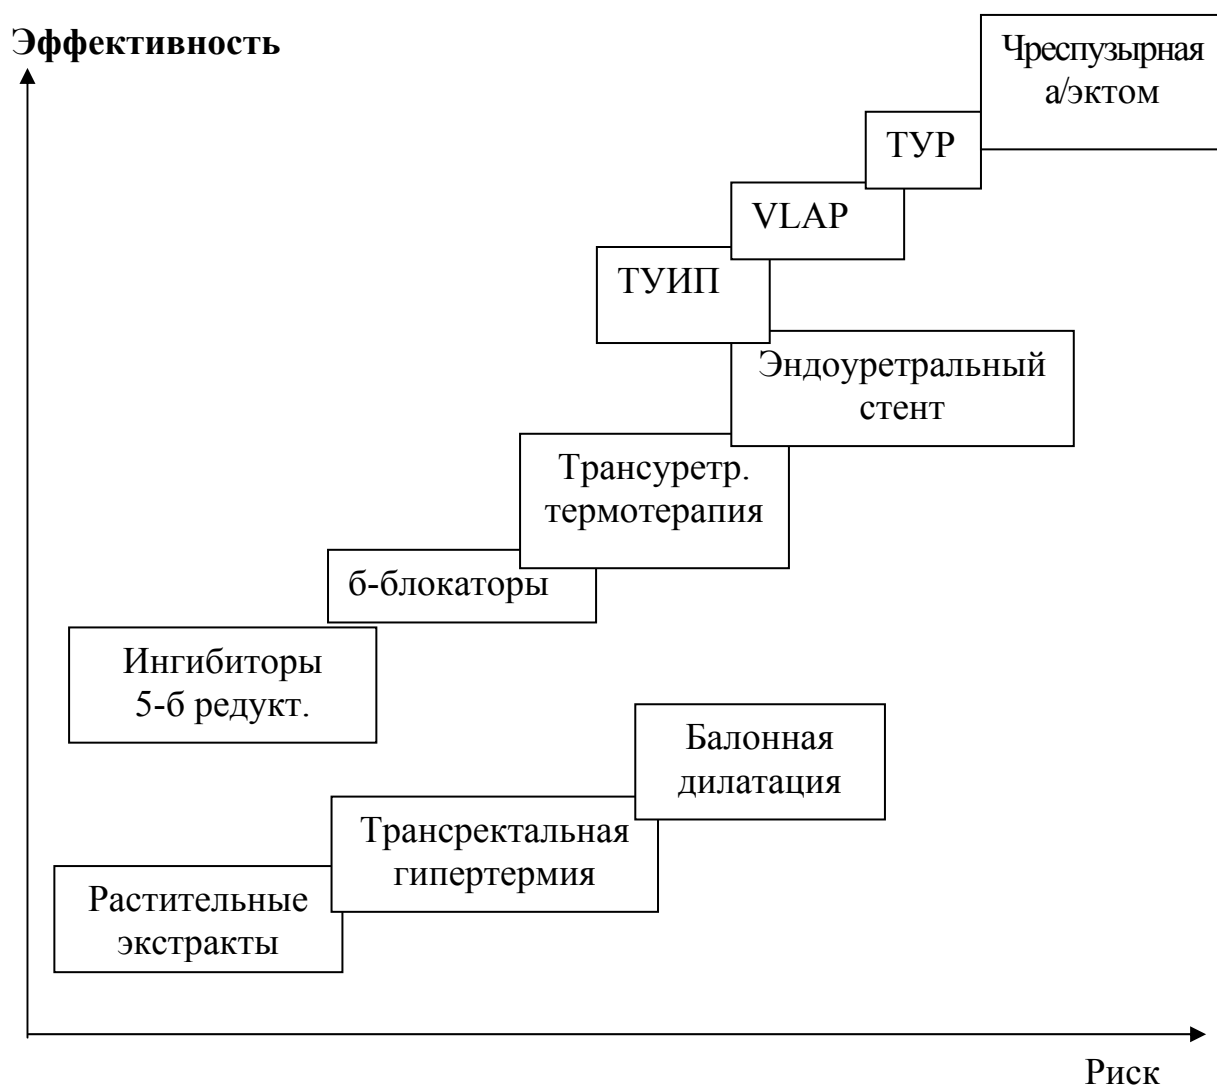 Эффективность
Чреспузырная
а/эктом
ТУР
VLAP
ТУИП
Эндоуретральный
стент
Трансуретр.
термотерапия
б-блокаторы
Ингибиторы
5-б редукт.
Балонная
дилатация
Трансректальная
гипертермия
Растительные
экстракты
Риск